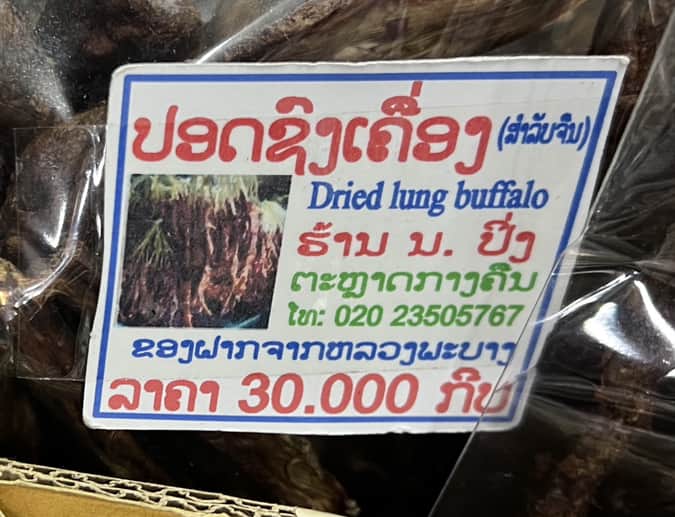 ປອດຊົງເຄື່ອງ (ສຳລັບຈີນ)
Dried lung buffalo
ຮ້ານ ນ. ປິ່ງ
ຕະຫຼາດກາງຄືນ
ໂທ: 020 23505767
ຂອງຝາກຈາກຫລວງພະບາງ
ລາຄາ 30.000 ກີບ